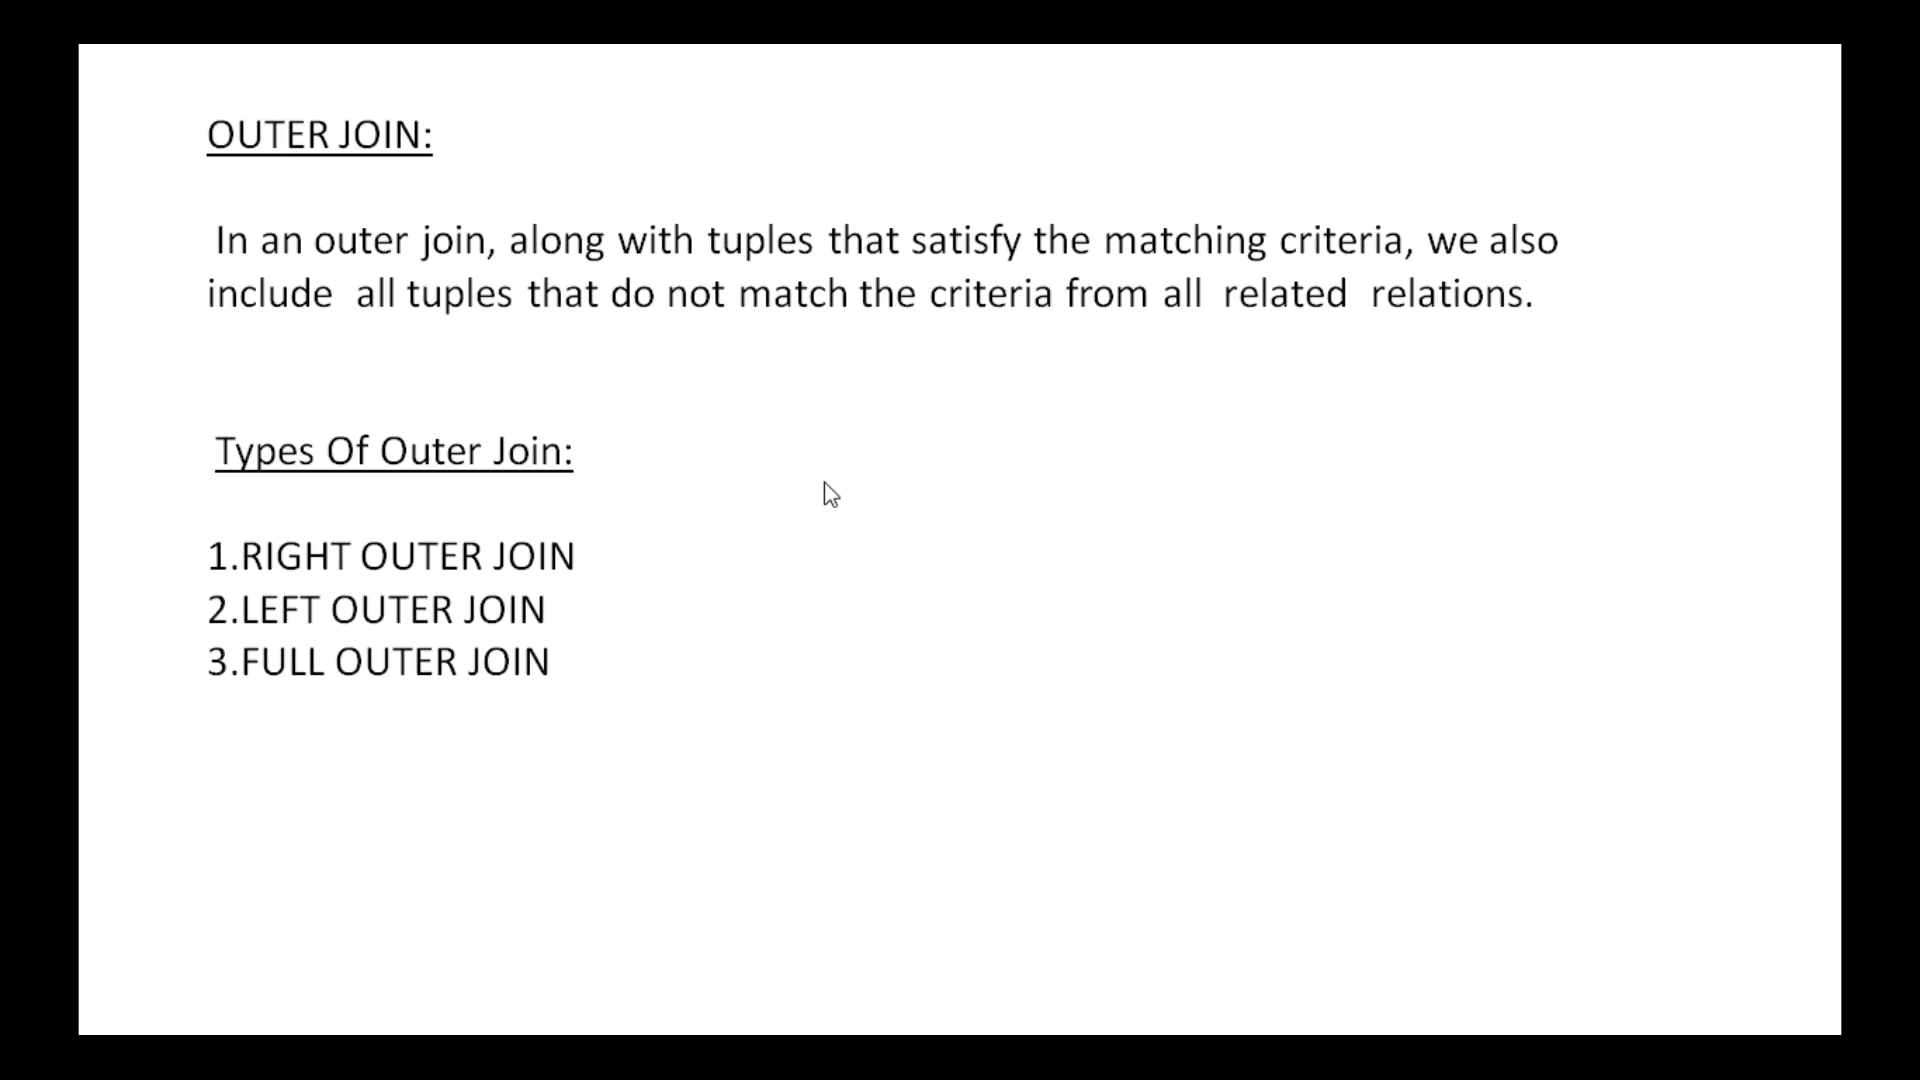 OUTER JOIN:
In an outer join, along with tuples that satisfy the matching criteria, we also
include all tuples that do not match the criteria from all related relations.
Types Of Outer Join:
1.RIGHT OUTER JOIN
2.LEFT OUTER JOIN
3.FULL OUTER JOIN